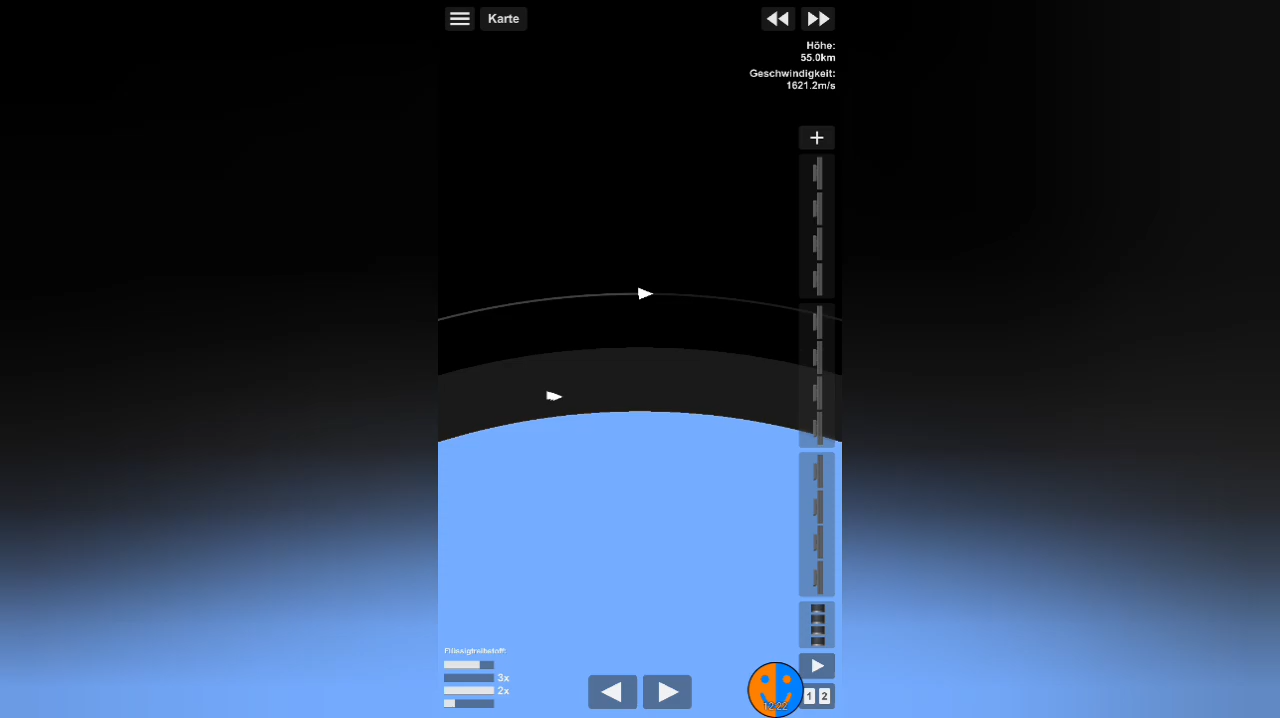 Karte
Höhe:
55.0km
Geschwindigkeit:
1621.2m/s
Flüssigtreibstoff:
3x
2x
1 2